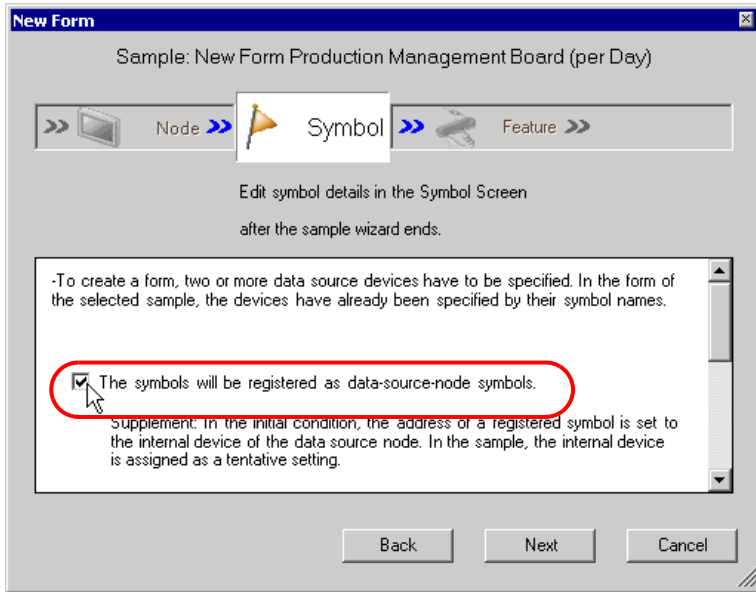 New Form
Sample: New Form Production Management Board (per Day)
>> Node >> Symbol >> Feature >>
Edit symbol details in the Symbol Screen
after the sample wizard ends.
-To create a form, two or more data source devices have to be specified. In the form of
the selected sample, the devices have already been specified by their symbol names.
The symbols will be registered as data-source-node symbols.
Supplement: In the initial condition, the address of a registered symbol is set to
the internal device of the data source node. In the sample, the internal device
is assigned as a tentative setting.
Back Next Cancel